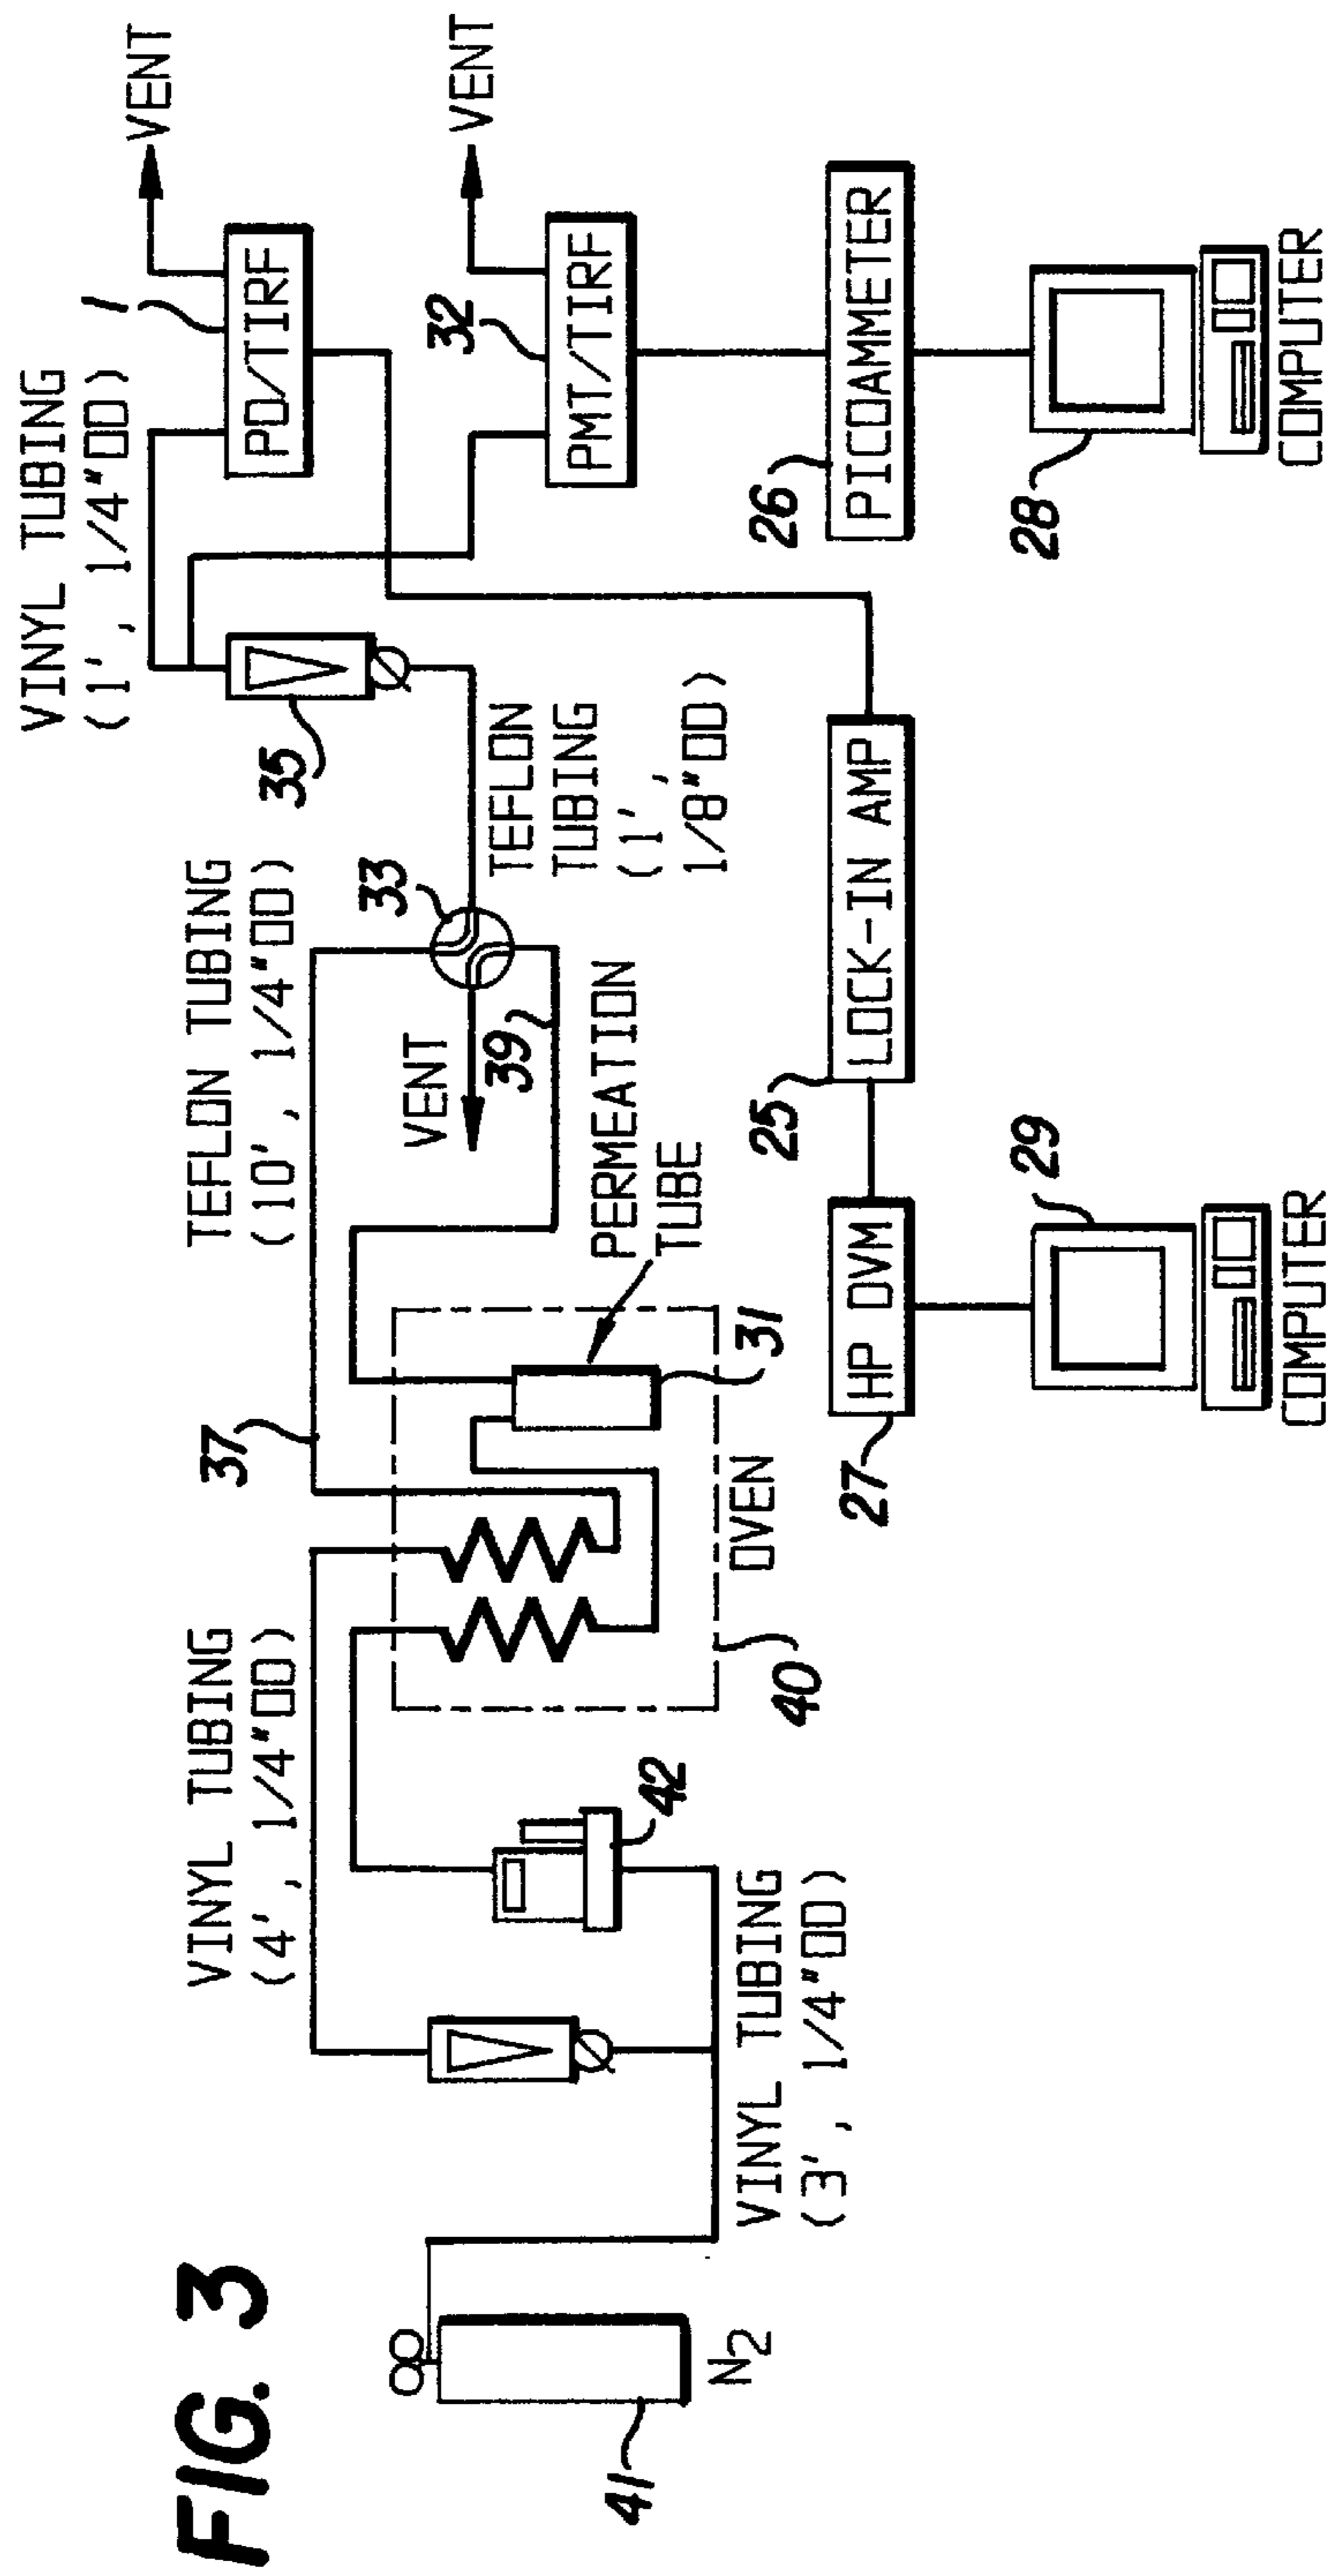 FIG. 3
VINYL TUBING
(1', 1/4"OD)
VENT
1
PD/TIRF
VENT
32
PMT/TIRF
35
TEFLON TUBING
(10', 1/4"OD)
33
TEFLON
TUBING
(1',
1/8"OD)
VENT
39
37
PERMEATION
TUBE
31
OVEN
40
VINYL TUBING
(4', 1/4"OD)
42
VINYL TUBING
(3', 1/4"OD)
N2
41
26
PICOAMMETER
28
COMPUTER
25
LOCK-IN AMP
27
HP DVM
29
COMPUTER